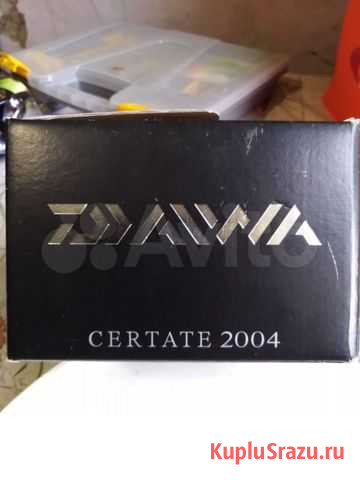 DAIWA
Avito
CERTATE 2004
KupluSrazu.ru